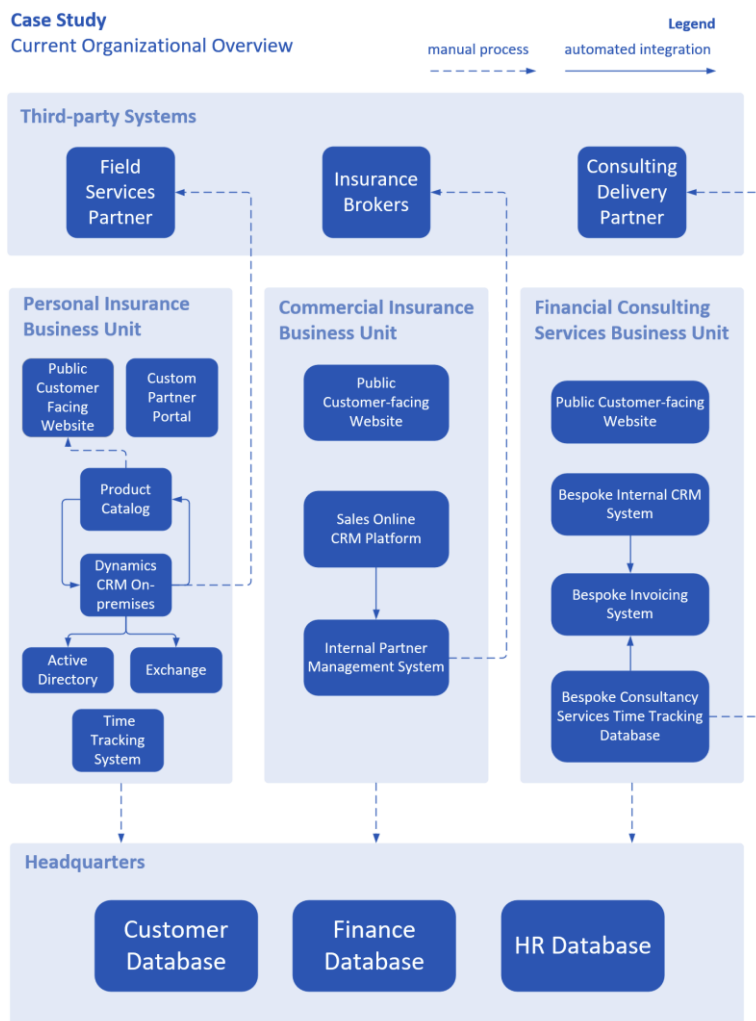 Case Study
Current Organizational Overview
Legend
manual process
automated integration
Third-party Systems
Field
Services
Partner
Insurance
Brokers
Consulting
Delivery
Partner
Personal Insurance
Business Unit
Public
Customer
Facing
Website
Custom
Partner
Portal
Product
Catalog
Dynamics
CRM On-
premises
Active
Directory
Exchange
Time
Tracking
System
Commercial Insurance
Business Unit
Public
Customer-facing
Website
Sales Online
CRM Platform
Internal Partner
Management System
Financial Consulting
Services Business Unit
Public Customer-facing
Website
Bespoke Internal CRM
System
Bespoke Invoicing
System
Bespoke Consultancy
Services Time Tracking
Database
Headquarters
Customer
Database
Finance
Database
HR Database